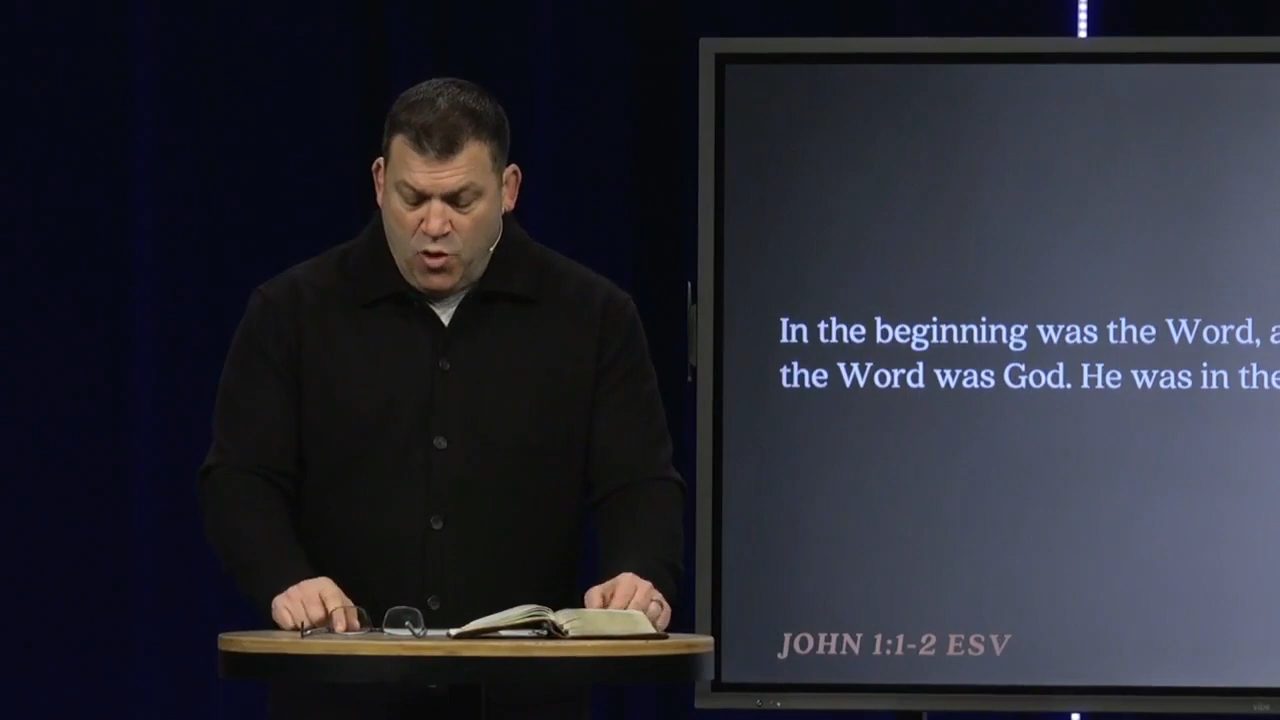 In the beginning was the Word, a
the Word was God. He was in the
JOHN 1:1-2 ESV